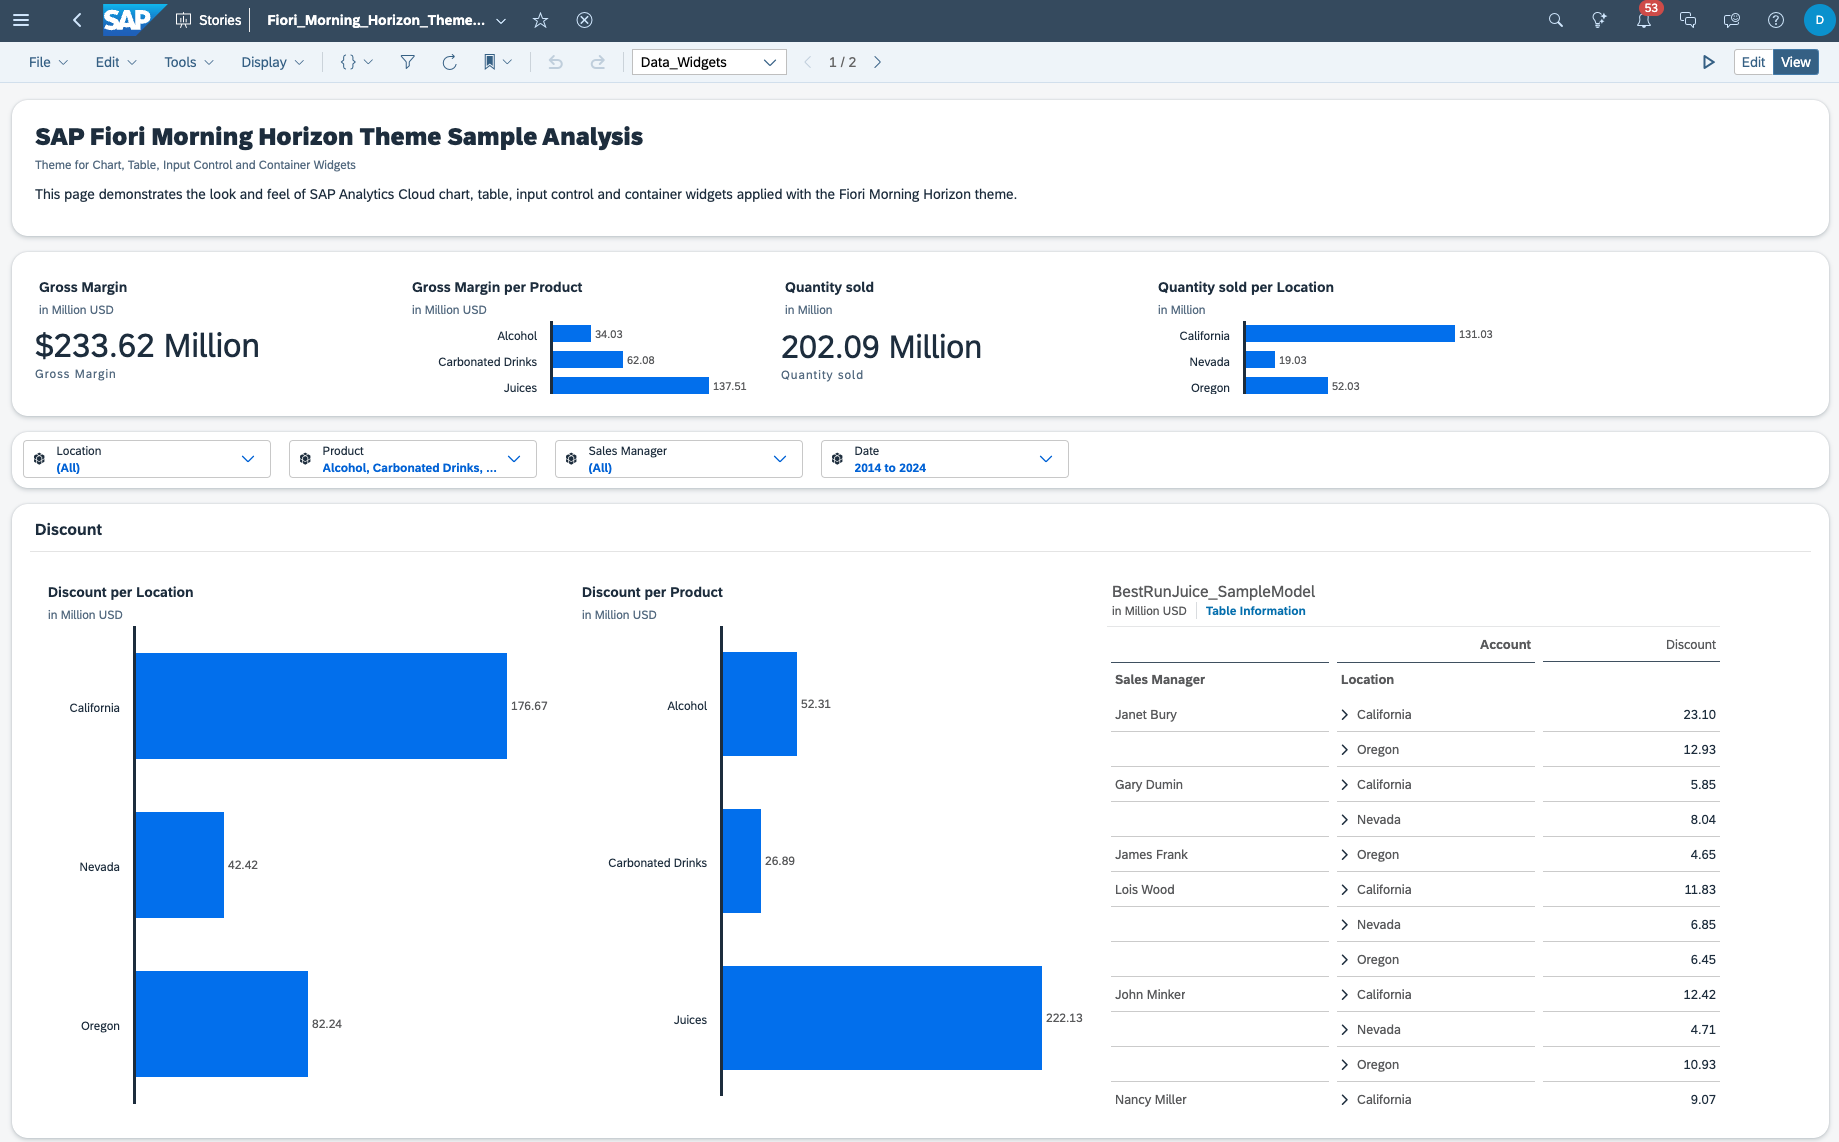 SAP Stories Fiori_Morning_Horizon_Theme... 53 D
File Edit Tools Display {} Data_Widgets 1 / 2 Edit View
SAP Fiori Morning Horizon Theme Sample Analysis
Theme for Chart, Table, Input Control and Container Widgets
This page demonstrates the look and feel of SAP Analytics Cloud chart, table, input control and container widgets applied with the Fiori Morning Horizon theme.
Gross Margin
in Million USD
$233.62 Million
Gross Margin
Gross Margin per Product
in Million USD
Alcohol 34.03
Carbonated Drinks 62.08
Juices 137.51
Quantity sold
in Million
202.09 Million
Quantity sold
Quantity sold per Location
in Million
California 131.03
Nevada 19.03
Oregon 52.03
Location
(All)
Product
Alcohol, Carbonated Drinks, ...
Sales Manager
(All)
Date
2014 to 2024
Discount
Discount per Location
in Million USD
California 176.67
Nevada 42.42
Oregon 82.24
Discount per Product
in Million USD
Alcohol 52.31
Carbonated Drinks 26.89
Juices 222.13
BestRunJuice_SampleModel
in Million USD Table Information
Account Discount
Sales Manager Location
Janet Bury California 23.10
Oregon 12.93
Gary Dumin California 5.85
Nevada 8.04
James Frank Oregon 4.65
Lois Wood California 11.83
Nevada 6.85
Oregon 6.45
John Minker California 12.42
Nevada 4.71
Oregon 10.93
Nancy Miller California 9.07